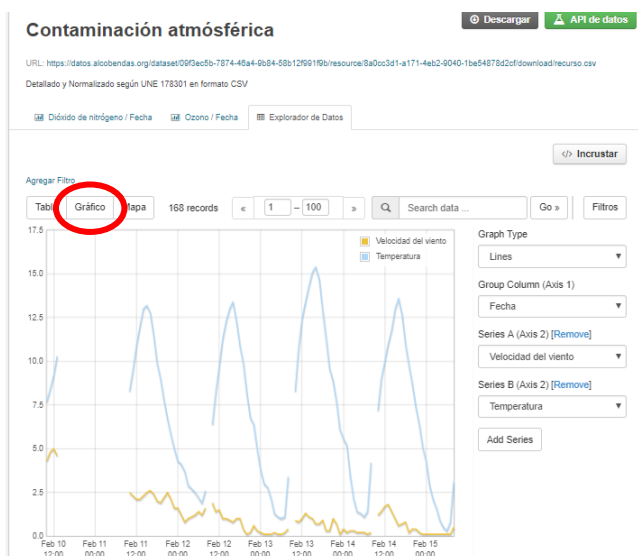 Contaminación atmósferica
Descargar
API de datos
URL: https://datos.alcobendas.org/dataset/09f3ec5b-7874-46a4-9b84-58b12f991f9b/resource/8a0cc3d1-a171-4eb2-9040-1be54878d2cf/download/recurso.csv
Detallado y Normalizado según UNE 178301 en formato CSV
Dióxido de nitrógeno / Fecha
Ozono / Fecha
Explorador de Datos
</> Incrustar
Agregar Filtro
Gráfico
168 records
« 1 – 100 »
Search data ...
Go »
Filtros
17.5
15.0
12.5
10.0
7.5
5.0
2.5
0.0
Velocidad del viento
Temperatura
Feb 10 12:00
Feb 11 00:00
Feb 11 12:00
Feb 12 00:00
Feb 12 12:00
Feb 13 00:00
Feb 13 12:00
Feb 14 00:00
Feb 14 12:00
Feb 15 00:00
Graph Type
Lines
Group Column (Axis 1)
Fecha
Series A (Axis 2) [Remove]
Velocidad del viento
Series B (Axis 2) [Remove]
Temperatura
Add Series